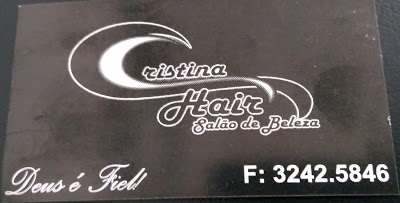 Cristina
Hair
Salão de Beleza
Deus é Fiel!
F: 3242.5846